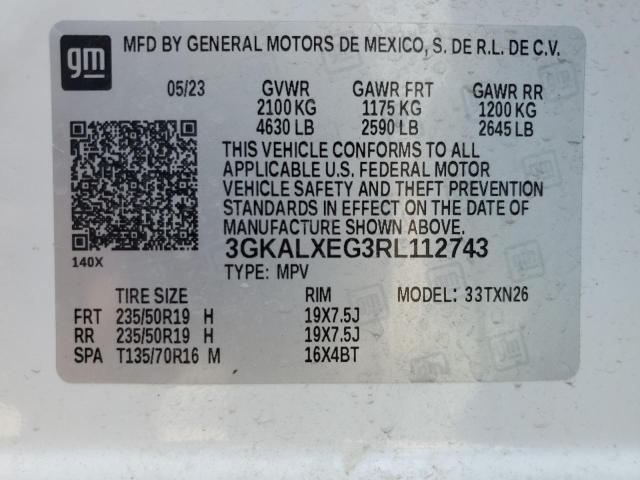 gm MFD BY GENERAL MOTORS DE MEXICO, S. DE R.L. DE C.V.
05/23 GVWR GAWR FRT GAWR RR
2100 KG 1175 KG 1200 KG
4630 LB 2590 LB 2645 LB
THIS VEHICLE CONFORMS TO ALL
APPLICABLE U.S. FEDERAL MOTOR
VEHICLE SAFETY AND THEFT PREVENTION
STANDARDS IN EFFECT ON THE DATE OF
MANUFACTURE SHOWN ABOVE.
3GKALXEG3RL112743
140X
TYPE: MPV
TIRE SIZE RIM MODEL: 33TXN26
FRT 235/50R19 H 19X7.5J
RR 235/50R19 H 19X7.5J
SPA T135/70R16 M 16X4BT